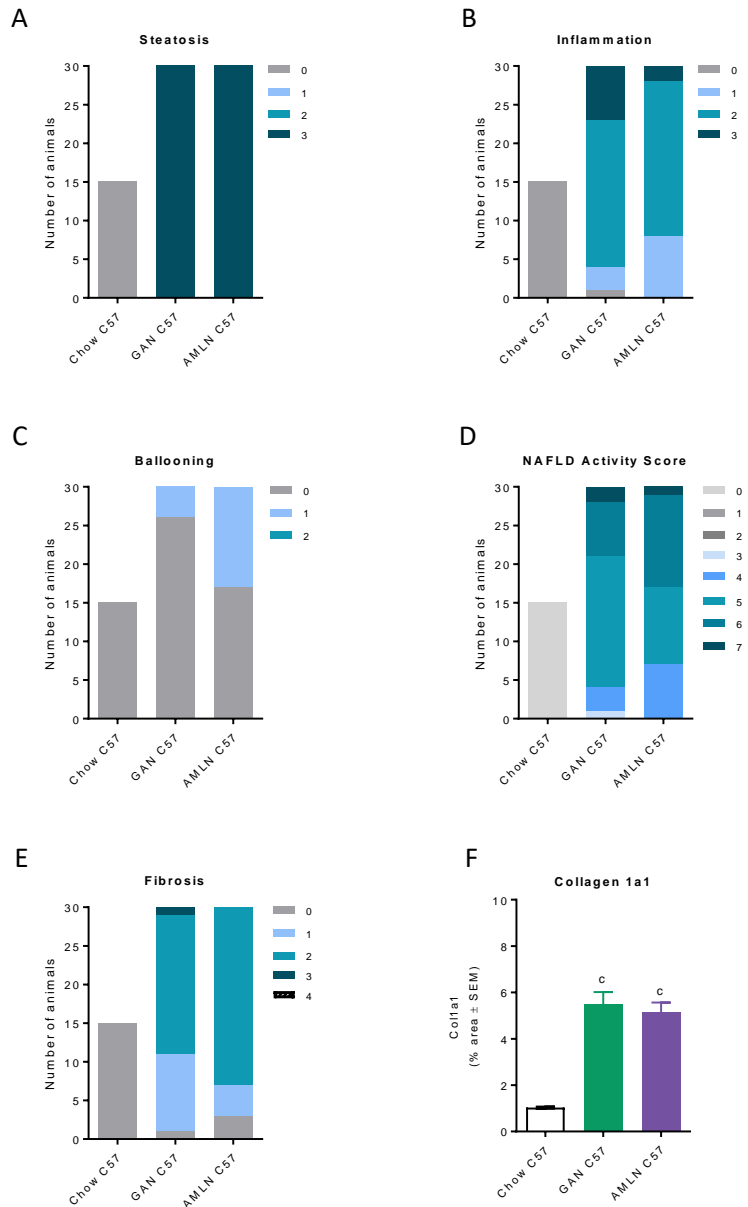 A
Steatosis
Number of animals
30
25
20
15
10
5
0
Chow C57
GAN C57
AMLN C57
0
1
2
3
B
Inflammation
Number of animals
30
25
20
15
10
5
0
Chow C57
GAN C57
AMLN C57
0
1
2
3
C
Ballooning
Number of animals
30
25
20
15
10
5
0
Chow C57
GAN C57
AMLN C57
0
1
2
D
NAFLD Activity Score
Number of animals
30
25
20
15
10
5
0
Chow C57
GAN C57
AMLN C57
0
1
2
3
4
5
6
7
E
Fibrosis
Number of animals
30
25
20
15
10
5
0
Chow C57
GAN C57
AMLN C57
0
1
2
3
4
F
Collagen 1a1
Col1a1
(% area ± SEM)
10
8
6
4
2
0
c
c
Chow C57
GAN C57
AMLN C57